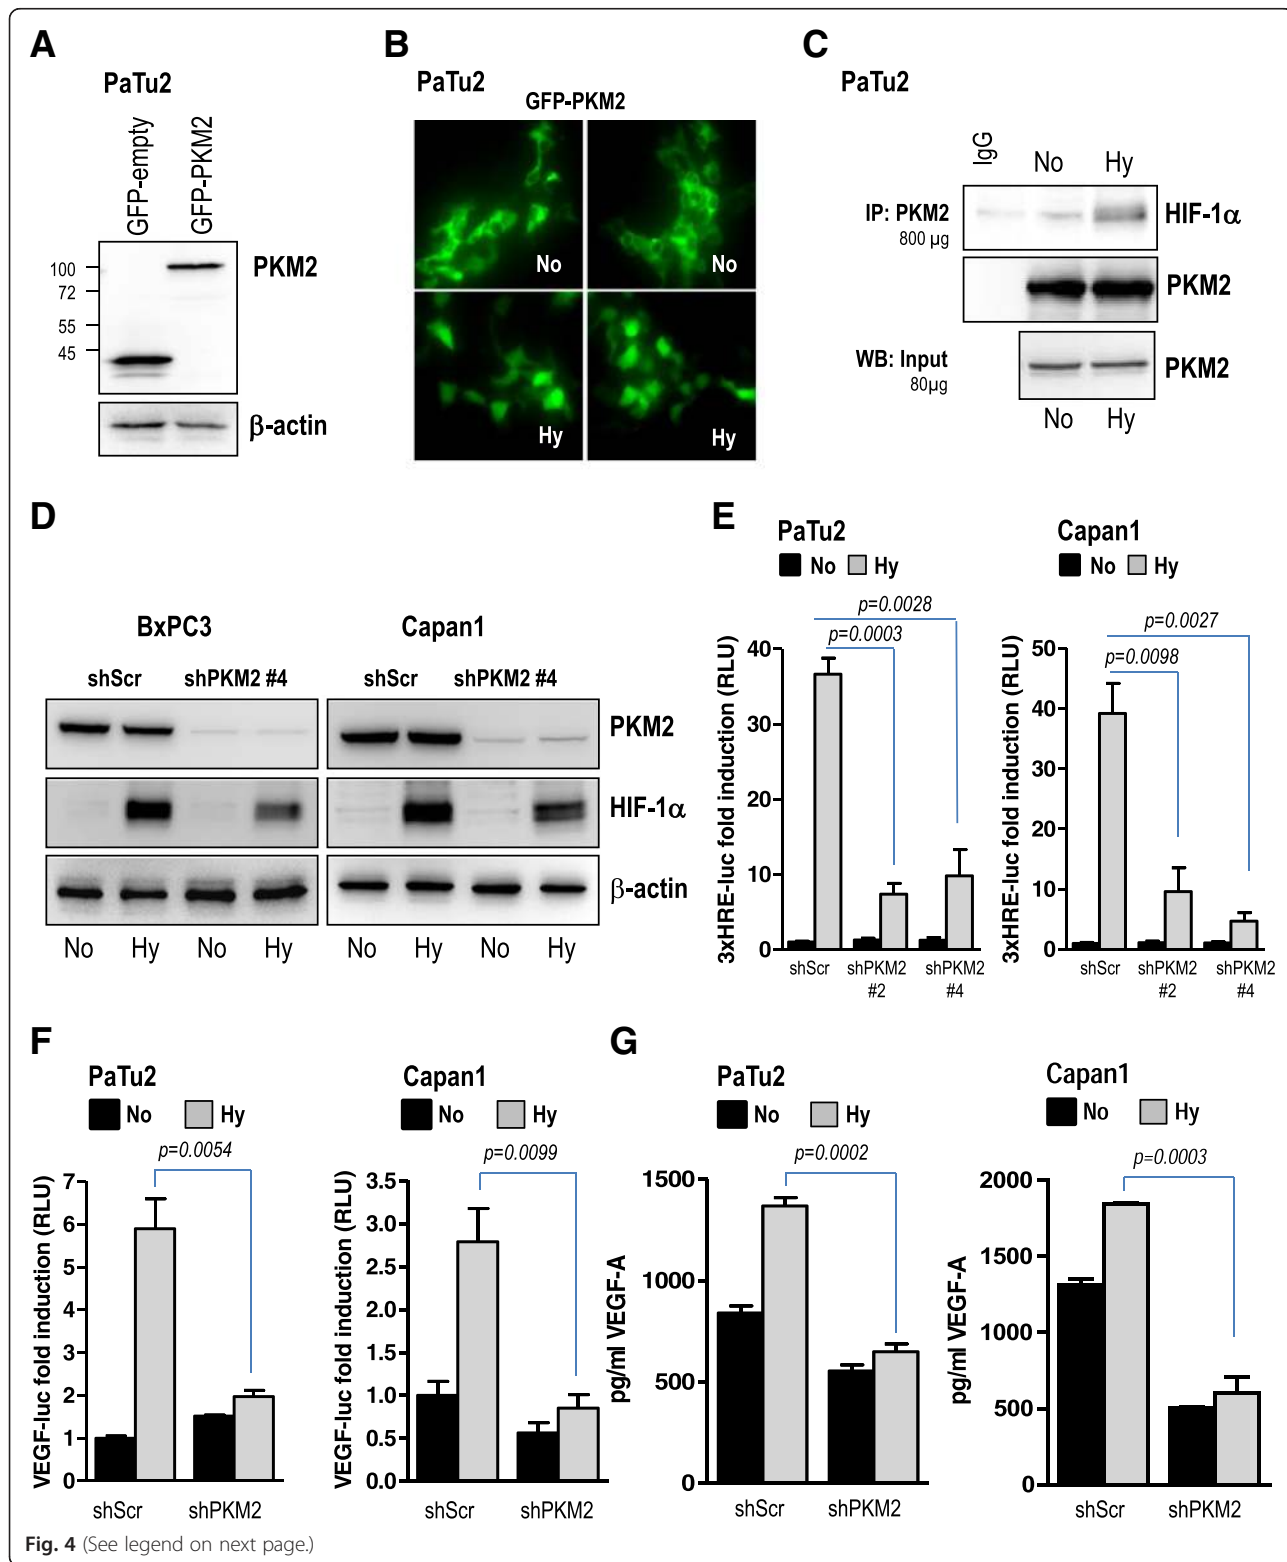 A
PaTu2
GFP-empty
GFP-PKM2
100
72
55
45
PKM2
β-actin
B
PaTu2
GFP-PKM2
No
No
Hy
Hy
C
PaTu2
IgG
No
Hy
IP: PKM2
800 µg
HIF-1α
PKM2
WB: Input
80µg
PKM2
No
Hy
D
BxPC3
Capan1
shScr
shPKM2 #4
shScr
shPKM2 #4
PKM2
HIF-1α
β-actin
No
Hy
No
Hy
No
Hy
No
Hy
E
PaTu2
No
Hy
p=0.0028
p=0.0003
3xHRE-luc fold induction (RLU)
40
30
20
10
0
shScr
shPKM2
#2
shPKM2
#4
Capan1
No
Hy
p=0.0027
p=0.0098
3xHRE-luc fold induction (RLU)
50
40
30
20
10
0
shScr
shPKM2
#2
shPKM2
#4
F
PaTu2
No
Hy
p=0.0054
VEGF-luc fold induction (RLU)
7
6
5
4
3
2
1
0
shScr
shPKM2
Capan1
No
Hy
p=0.0099
VEGF-luc fold induction (RLU)
3.5
3.0
2.5
2.0
1.5
1.0
0.5
0.0
shScr
shPKM2
G
PaTu2
No
Hy
p=0.0002
pg/ml VEGF-A
1500
1000
500
0
shScr
shPKM2
Capan1
No
Hy
p=0.0003
pg/ml VEGF-A
2000
1500
1000
500
0
shScr
shPKM2
Fig. 4 (See legend on next page.)